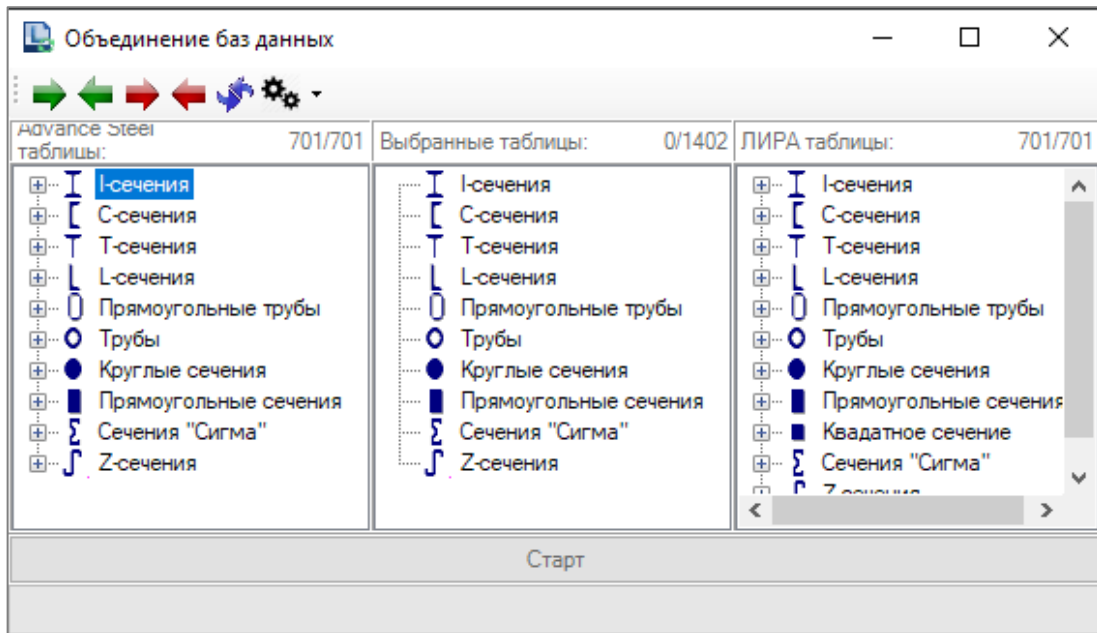 Объединение баз данных
Advance Steel
таблицы:
701/701
Выбранные таблицы:
0/1402
ЛИРА таблицы:
701/701
I-сечения
C-сечения
T-сечения
L-сечения
Прямоугольные трубы
Трубы
Круглые сечения
Прямоугольные сечения
Сечения "Сигма"
Z-сечения
I-сечения
C-сечения
T-сечения
L-сечения
Прямоугольные трубы
Трубы
Круглые сечения
Прямоугольные сечения
Сечения "Сигма"
Z-сечения
I-сечения
C-сечения
T-сечения
L-сечения
Прямоугольные трубы
Трубы
Круглые сечения
Прямоугольные сечения
Квадатное сечение
Сечения "Сигма"
Z-сечения
Старт